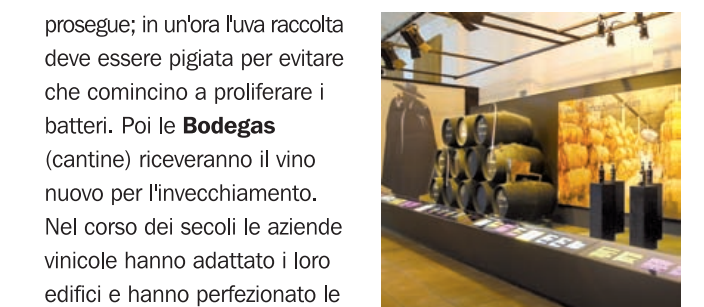 prosegue; in un'ora l'uva raccolta
deve essere pigiata per evitare
che comincino a proliferare i
batteri. Poi le Bodegas
(cantine) riceveranno il vino
nuovo per l'invecchiamento.
Nel corso dei secoli le aziende
vinicole hanno adattato i loro
edifici e hanno perfezionato le